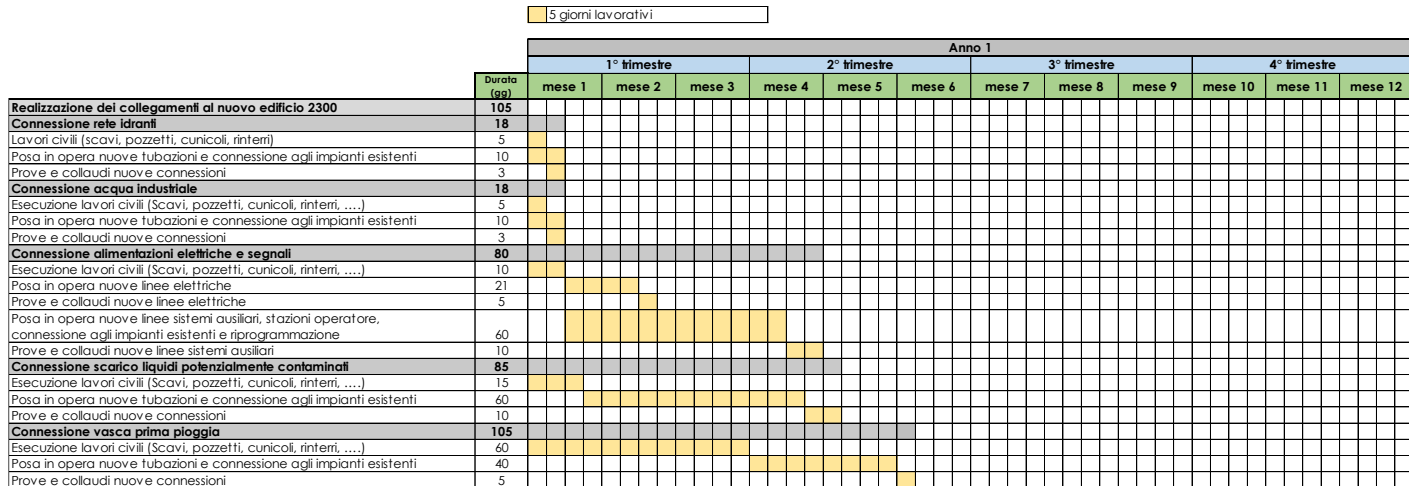 5 giorni lavorativi
Anno 1
1° trimestre 2° trimestre 3° trimestre 4° trimestre
Durata
(gg)
mese 1 mese 2 mese 3 mese 4 mese 5 mese 6 mese 7 mese 8 mese 9 mese 10 mese 11 mese 12
Realizzazione dei collegamenti al nuovo edificio 2300 105
Connessione rete idranti 18
Lavori civili (scavi, pozzetti, cunicoli, rinterri) 5
Posa in opera nuove tubazioni e connessione agli impianti esistenti 10
Prove e collaudi nuove connessioni 3
Connessione acqua industriale 18
Esecuzione lavori civili (Scavi, pozzetti, cunicoli, rinterri, ....) 5
Posa in opera nuove tubazioni e connessione agli impianti esistenti 10
Prove e collaudi nuove connessioni 3
Connessione alimentazioni elettriche e segnali 80
Esecuzione lavori civili (Scavi, pozzetti, cunicoli, rinterri, ....) 10
Posa in opera nuove linee elettriche 21
Prove e collaudi nuove linee elettriche 5
Posa in opera nuove linee sistemi ausiliari, stazioni operatore,
connessione agli impianti esistenti e riprogrammazione 60
Prove e collaudi nuove linee sistemi ausiliari 10
Connessione scarico liquidi potenzialmente contaminati 85
Esecuzione lavori civili (Scavi, pozzetti, cunicoli, rinterri, ....) 15
Posa in opera nuove tubazioni e connessione agli impianti esistenti 60
Prove e collaudi nuove connessioni 10
Connessione vasca prima pioggia 105
Esecuzione lavori civili (Scavi, pozzetti, cunicoli, rinterri, ....) 60
Posa in opera nuove tubazioni e connessione agli impianti esistenti 40
Prove e collaudi nuove connessioni 5